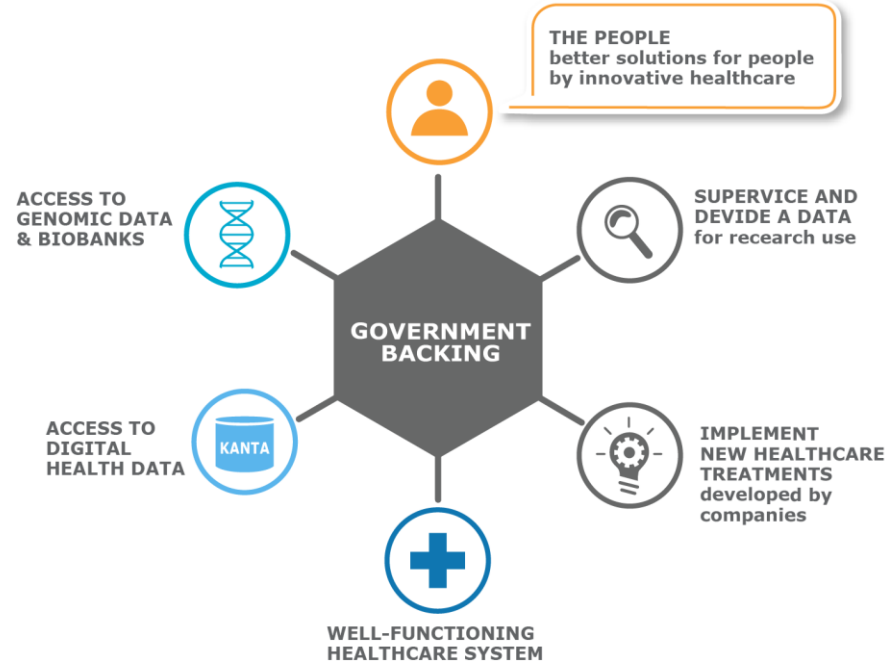 THE PEOPLE
better solutions for people
by innovative healthcare
ACCESS TO
GENOMIC DATA
& BIOBANKS
SUPERVICE AND
DEVIDE A DATA
for recearch use
GOVERNMENT
BACKING
ACCESS TO
DIGITAL
HEALTH DATA
KANTA
IMPLEMENT
NEW HEALTHCARE
TREATMENTS
developed by
companies
WELL-FUNCTIONING
HEALTHCARE SYSTEM